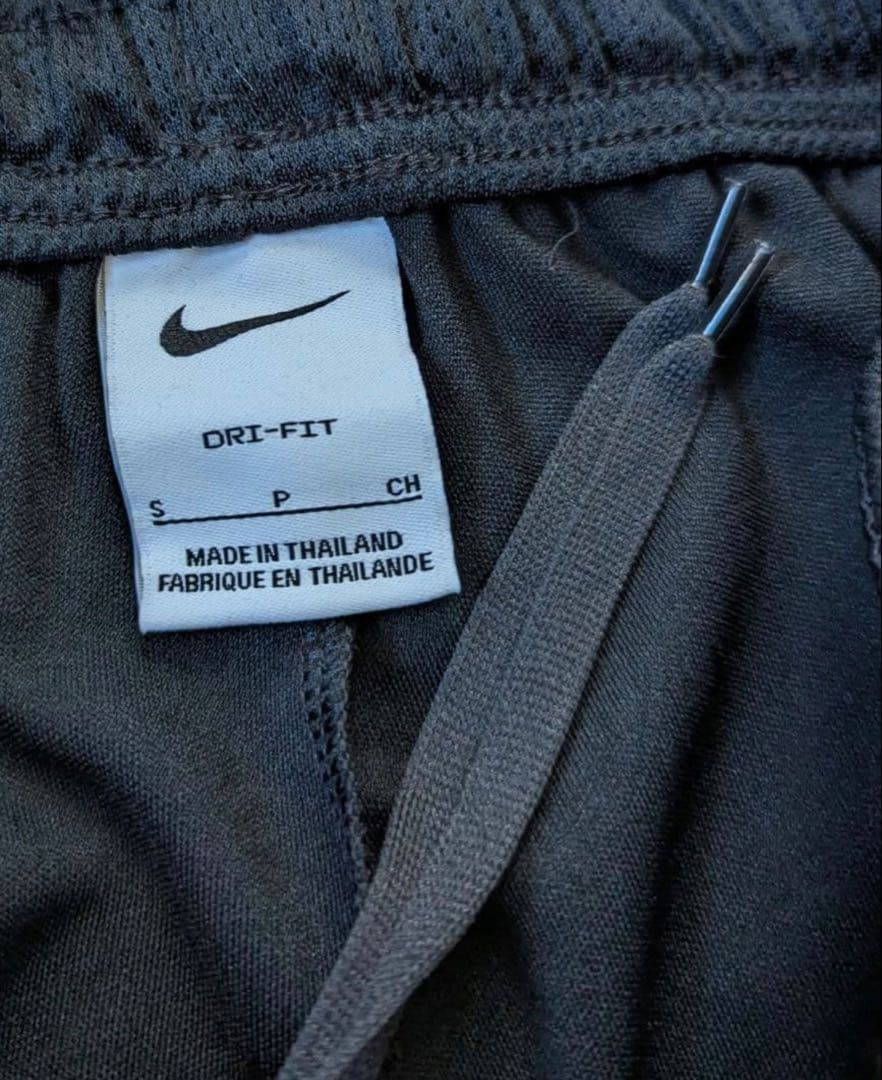 DRI-FIT
S P CH
MADE IN THAILAND
FABRIQUE EN THAILANDE